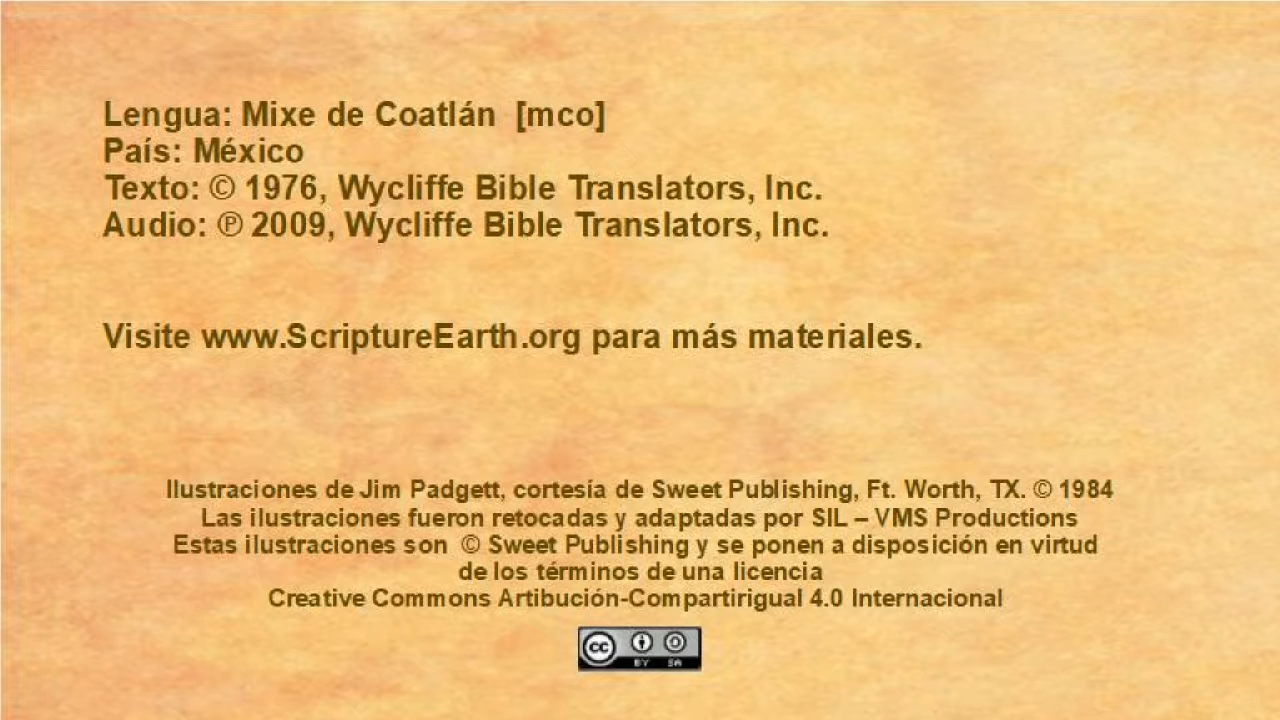 Lengua: Mixe de Coatlán [mco]
País: México
Texto: © 1976, Wycliffe Bible Translators, Inc.
Audio: ℗ 2009, Wycliffe Bible Translators, Inc.
Visite www.ScriptureEarth.org para más materiales.
Ilustraciones de Jim Padgett, cortesía de Sweet Publishing, Ft. Worth, TX. © 1984
Las ilustraciones fueron retocadas y adaptadas por SIL – VMS Productions
Estas ilustraciones son © Sweet Publishing y se ponen a disposición en virtud
de los términos de una licencia
Creative Commons Artibución-Compartirigual 4.0 Internacional
cc BY SA